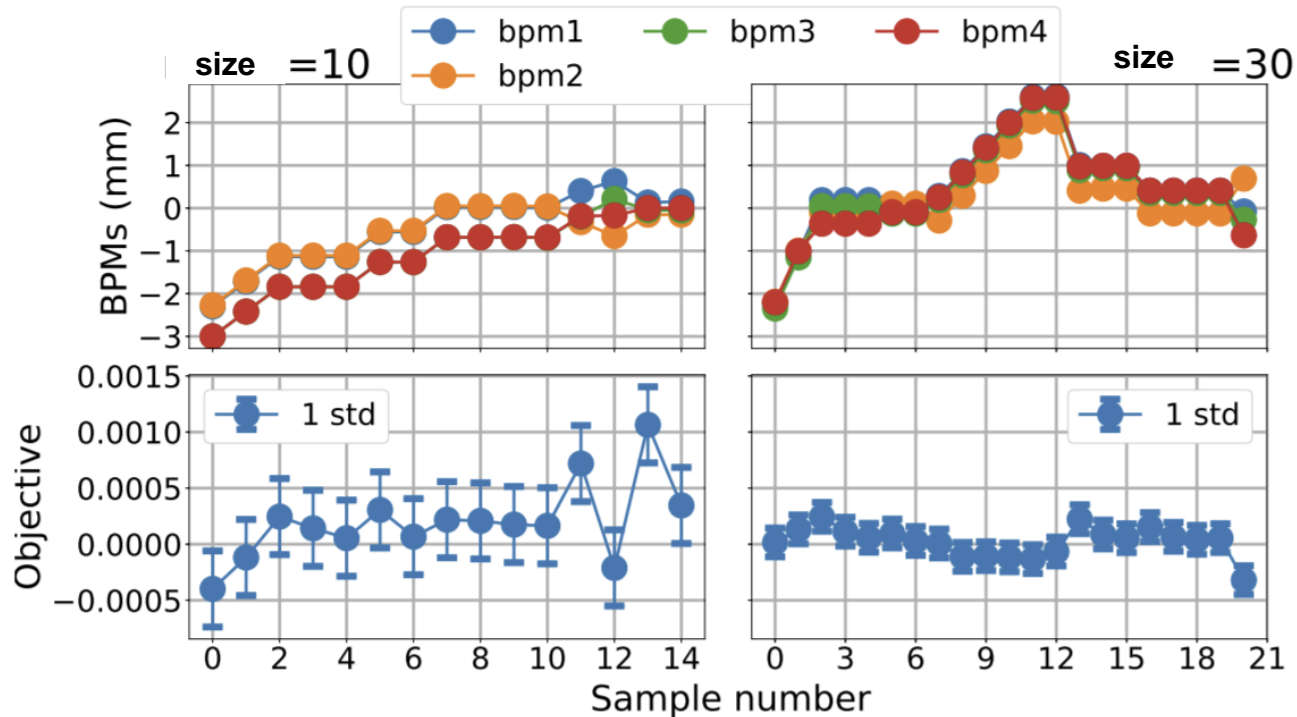 bpm1 bpm3 bpm4
bpm2
size =10
size =30
BPMs (mm)
2
1
0
−1
−2
−3
Objective
0.0015
0.0010
0.0005
0.0000
−0.0005
1 std
1 std
0 2 4 6 8 10 12 14
0 3 6 9 12 15 18 21
Sample number